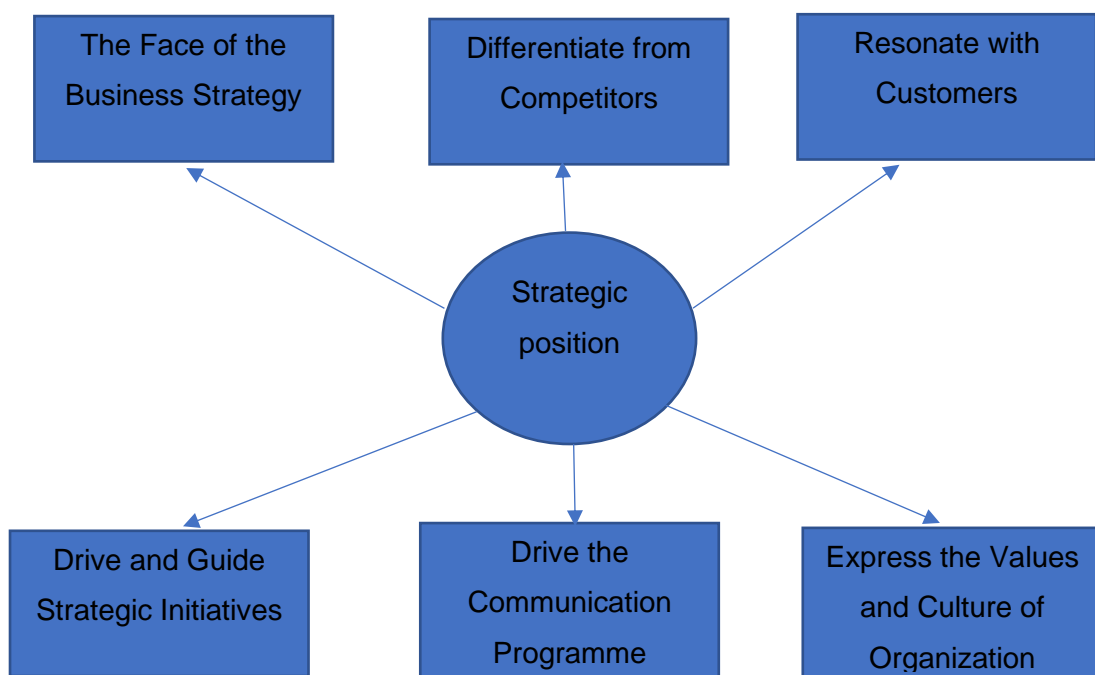 The Face of the
Business Strategy
Differentiate from
Competitors
Resonate with
Customers
Strategic
position
Drive and Guide
Strategic Initiatives
Drive the
Communication
Programme
Express the Values
and Culture of
Organization